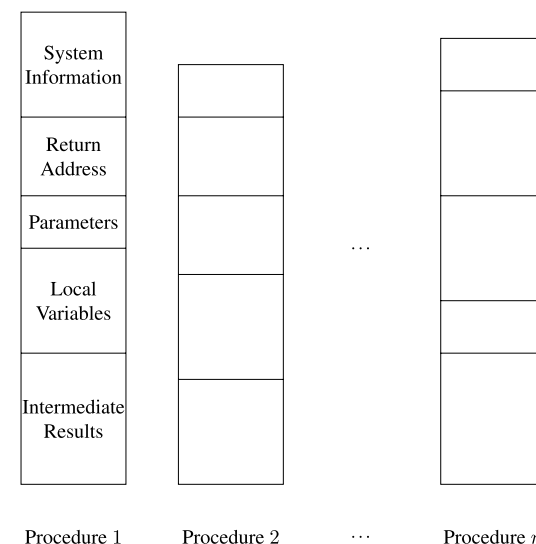 System
Information
Return
Address
Parameters
Local
Variables
Intermediate
Results
...
Procedure 1
Procedure 2
...
Procedure